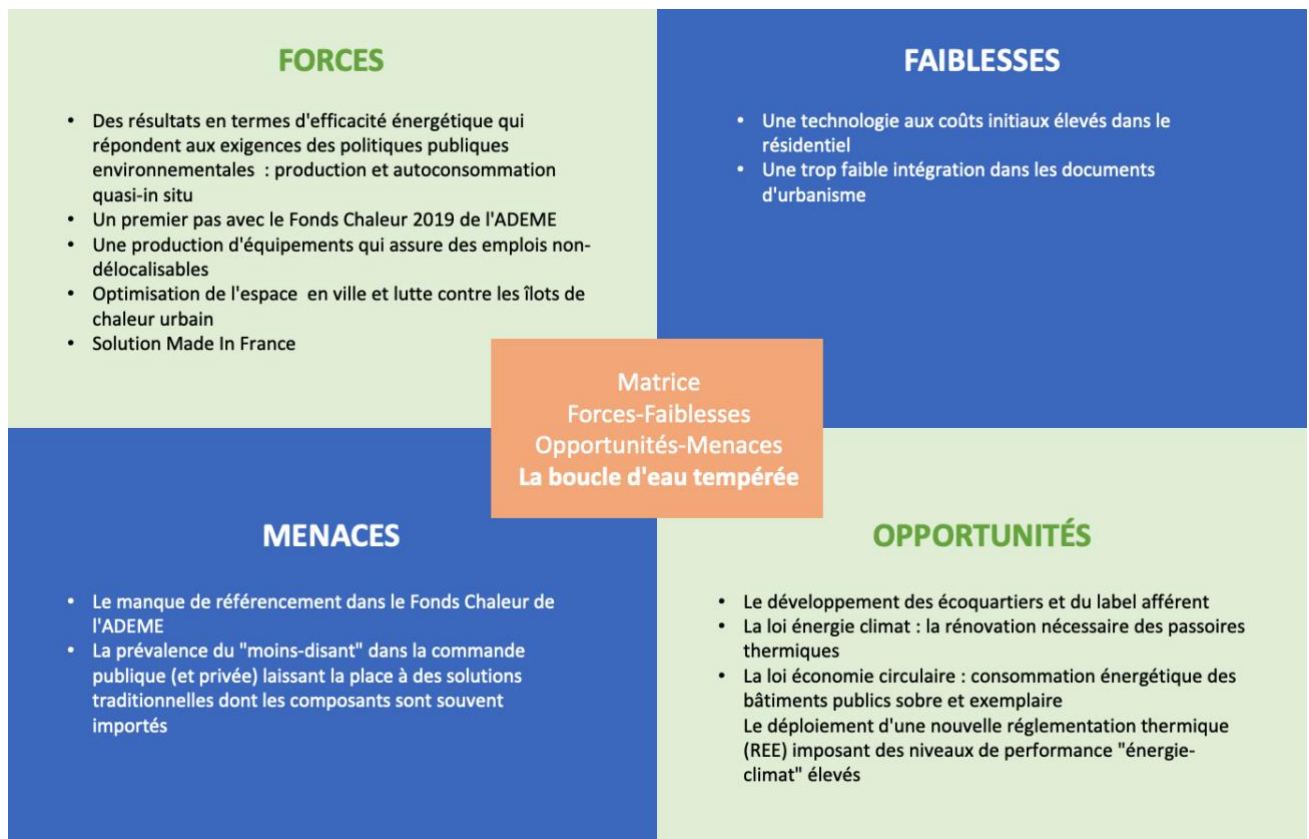 FORCES
• Des résultats en termes d'efficacité énergétique qui
répondent aux exigences des politiques publiques
environnementales : production et autoconsommation
quasi-in situ
• Un premier pas avec le Fonds Chaleur 2019 de l'ADEME
• Une production d'équipements qui assure des emplois non-
délocalisables
• Optimisation de l'espace en ville et lutte contre les îlots de
chaleur urbain
• Solution Made In France
FAIBLESSES
• Une technologie aux coûts initiaux élevés dans le
résidentiel
• Une trop faible intégration dans les documents
d'urbanisme
Matrice
Forces-Faiblesses
Opportunités-Menaces
La boucle d'eau tempérée
MENACES
• Le manque de référencement dans le Fonds Chaleur de
l'ADEME
• La prévalence du "moins-disant" dans la commande
publique (et privée) laissant la place à des solutions
traditionnelles dont les composants sont souvent
importés
OPPORTUNITÉS
• Le développement des écoquartiers et du label afférent
• La loi énergie climat : la rénovation nécessaire des passoires
thermiques
• La loi économie circulaire : consommation énergétique des
bâtiments publics sobre et exemplaire
Le déploiement d'une nouvelle réglementation thermique
(REE) imposant des niveaux de performance "énergie-
climat" élevés